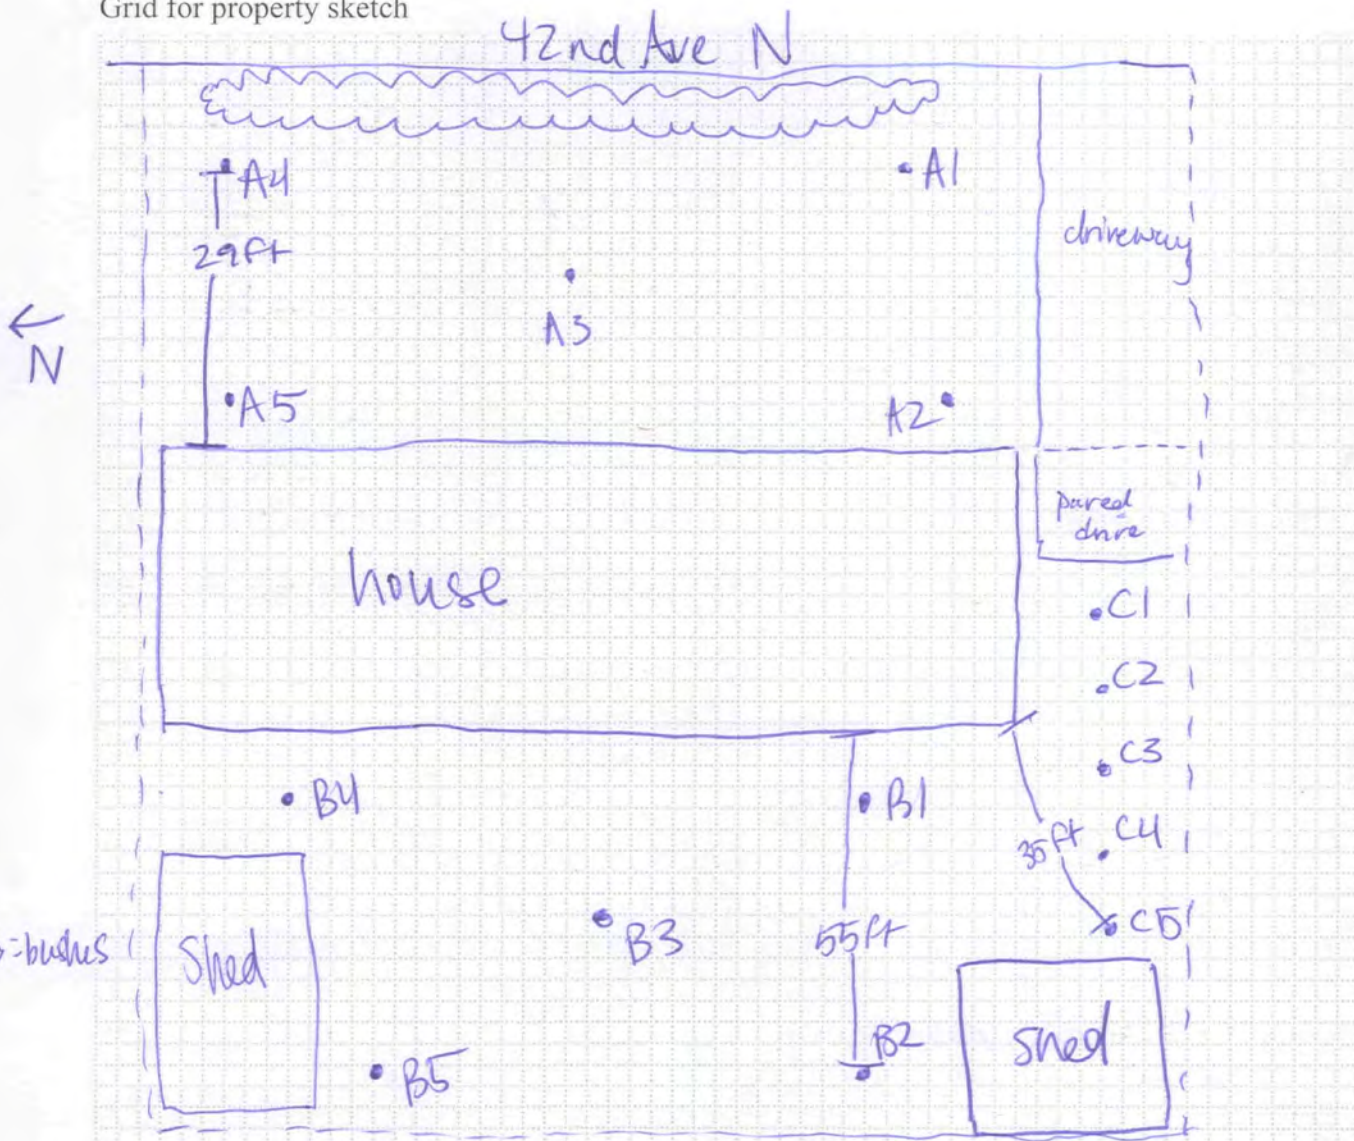 Grid for property sketch
42nd Ave N
A4
A1
29ft
driveway
A3
N
A5
A2
paved
drive
house
C1
C2
C3
B4
B1
35ft
C4
C5
B3
55ft
=bushes
Shed
B2
Shed
B5